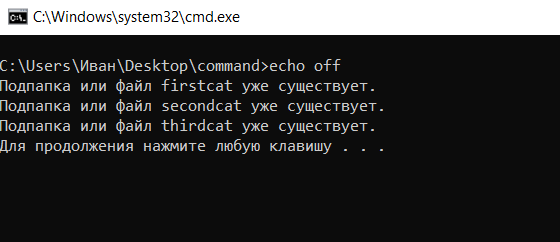 C:\Windows\system32\cmd.exe
C:\Users\Иван\Desktop\command>echo off
Подпапка или файл firstcat уже существует.
Подпапка или файл secondcat уже существует.
Подпапка или файл thirdcat уже существует.
Для продолжения нажмите любую клавишу . . .